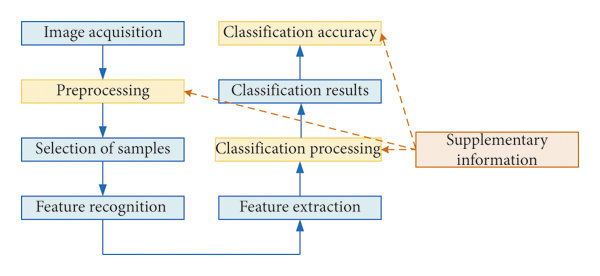 Image acquisition
Preprocessing
Selection of samples
Feature recognition
Classification accuracy
Classification results
Classification processing
Feature extraction
Supplementary
information